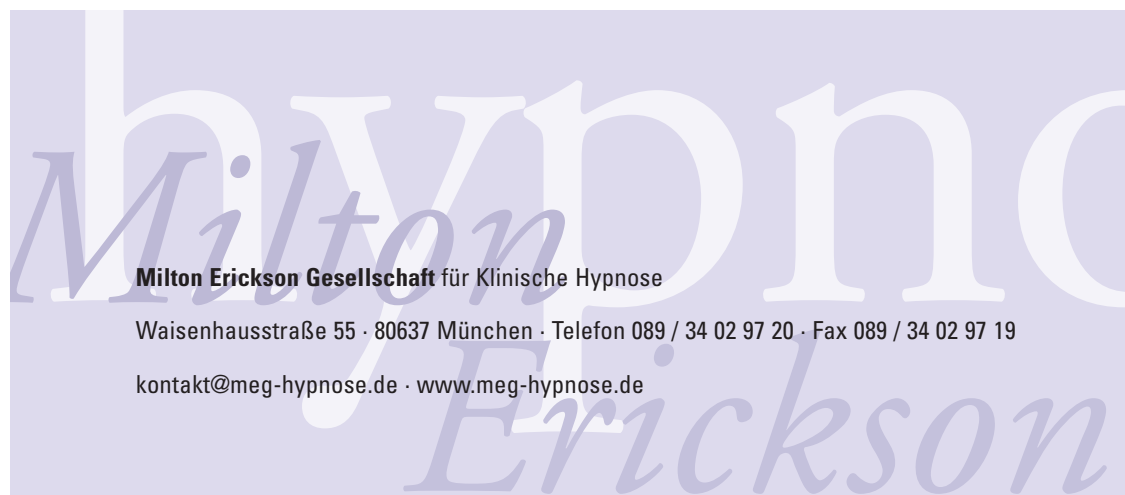 hypno
Milton
Milton Erickson Gesellschaft für Klinische Hypnose
Waisenhausstraße 55 · 80637 München · Telefon 089 / 34 02 97 20 · Fax 089 / 34 02 97 19
kontakt@meg-hypnose.de · www.meg-hypnose.de
Erickson